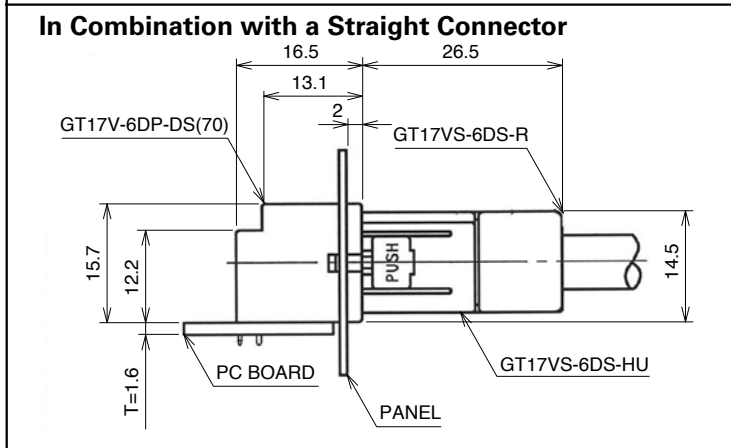 In Combination with a Straight Connector
16.5
26.5
13.1
2
GT17V-6DP-DS(70)
GT17VS-6DS-R
15.7
12.2
PUSH
14.5
T=1.6
PC BOARD
GT17VS-6DS-HU
PANEL